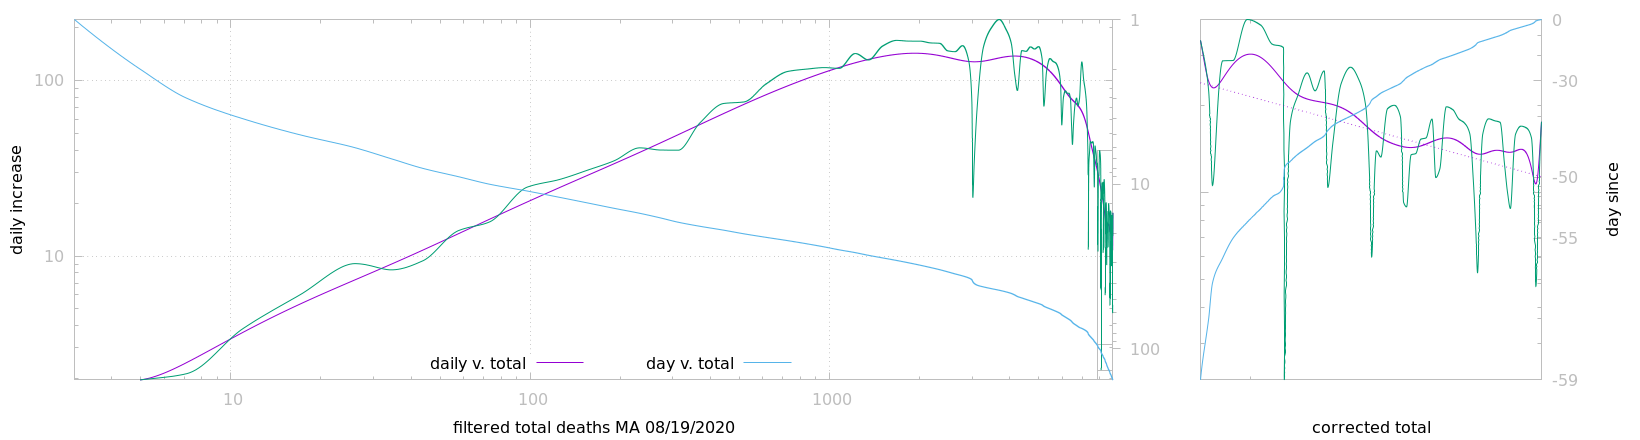 daily increase
100
10
10
100
1000
filtered total deaths MA 08/19/2020
daily v. total
day v. total
1
10
100
0
-30
-50
-55
-59
day since
corrected total